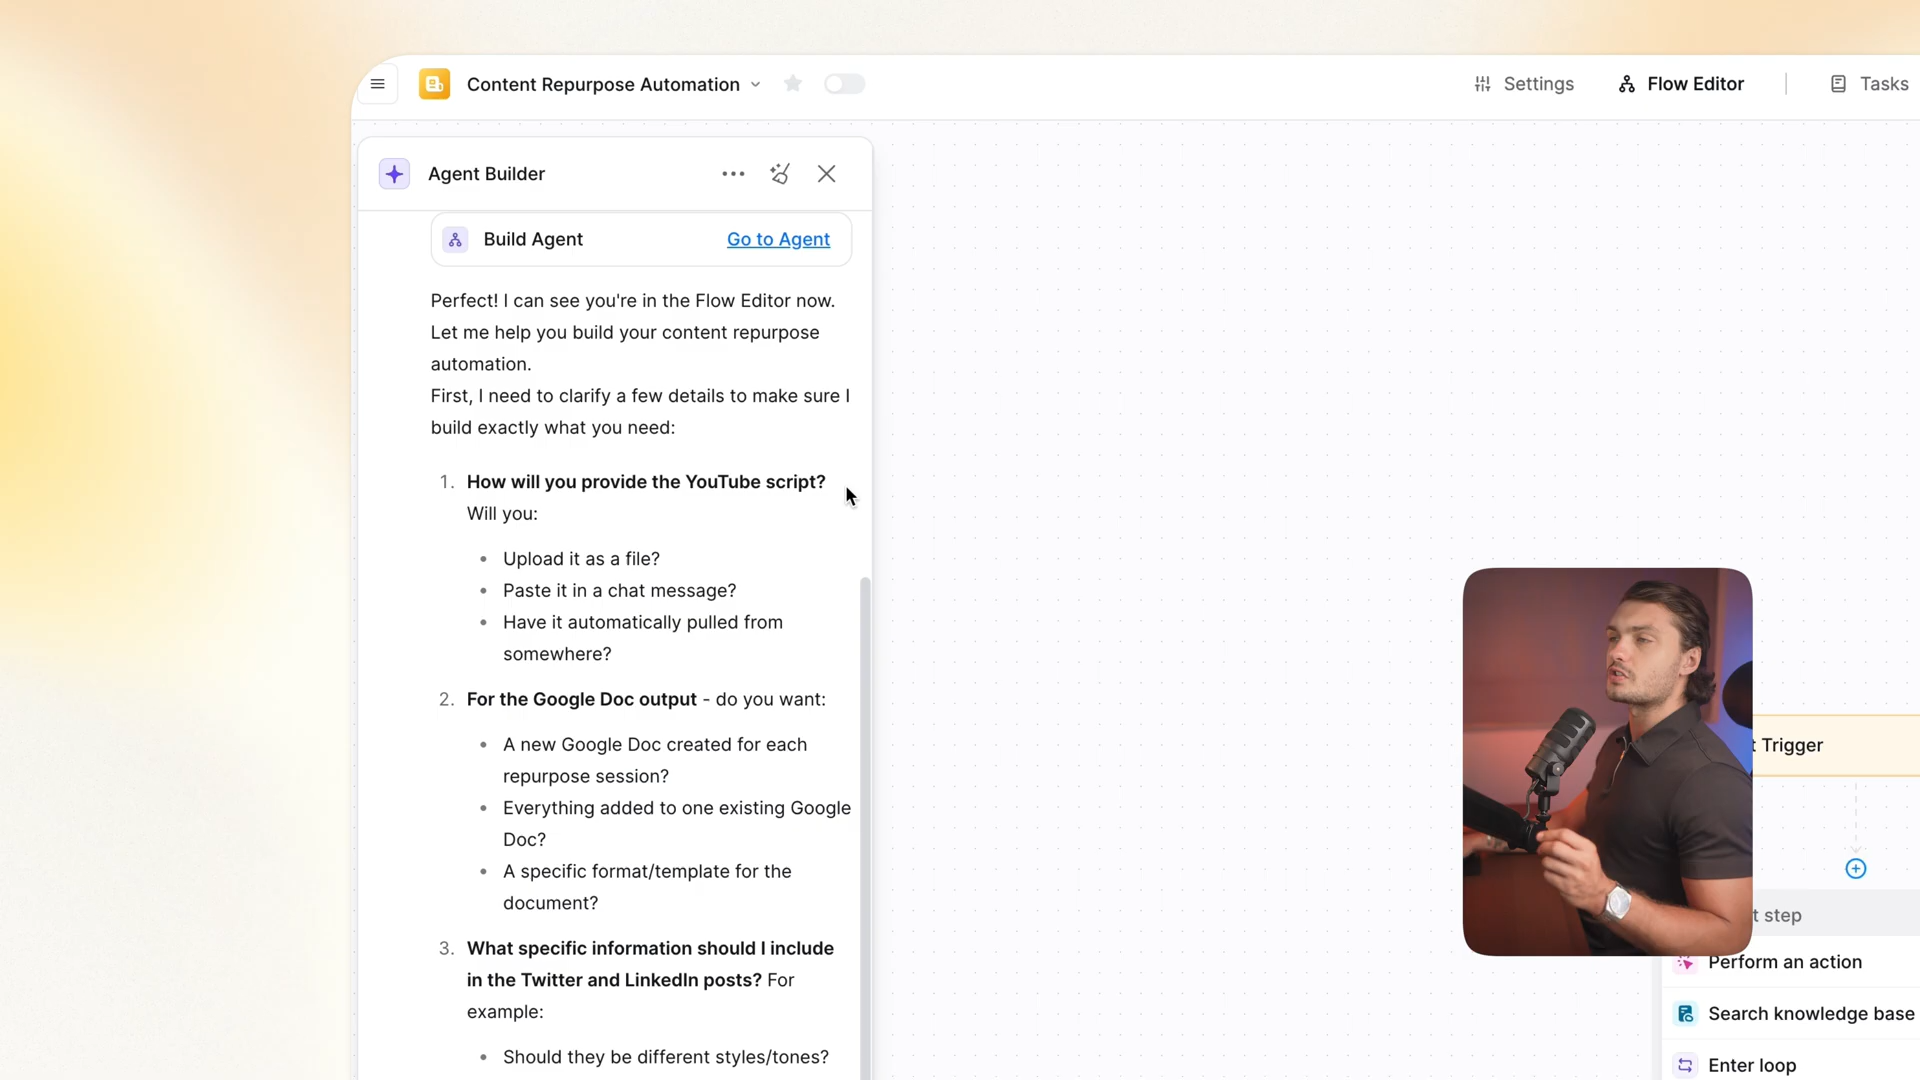 Content Repurpose Automation
Settings
Flow Editor
Tasks
Agent Builder
Build Agent
Go to Agent
Perfect! I can see you're in the Flow Editor now.
Let me help you build your content repurpose
automation.
First, I need to clarify a few details to make sure I
build exactly what you need:
1. How will you provide the YouTube script?
Will you:
• Upload it as a file?
• Paste it in a chat message?
• Have it automatically pulled from
somewhere?
2. For the Google Doc output - do you want:
• A new Google Doc created for each
repurpose session?
• Everything added to one existing Google
Doc?
• A specific format/template for the
document?
3. What specific information should I include
in the Twitter and LinkedIn posts? For
example:
• Should they be different styles/tones?
t Trigger
t step
Perform an action
Search knowledge base
Enter loop